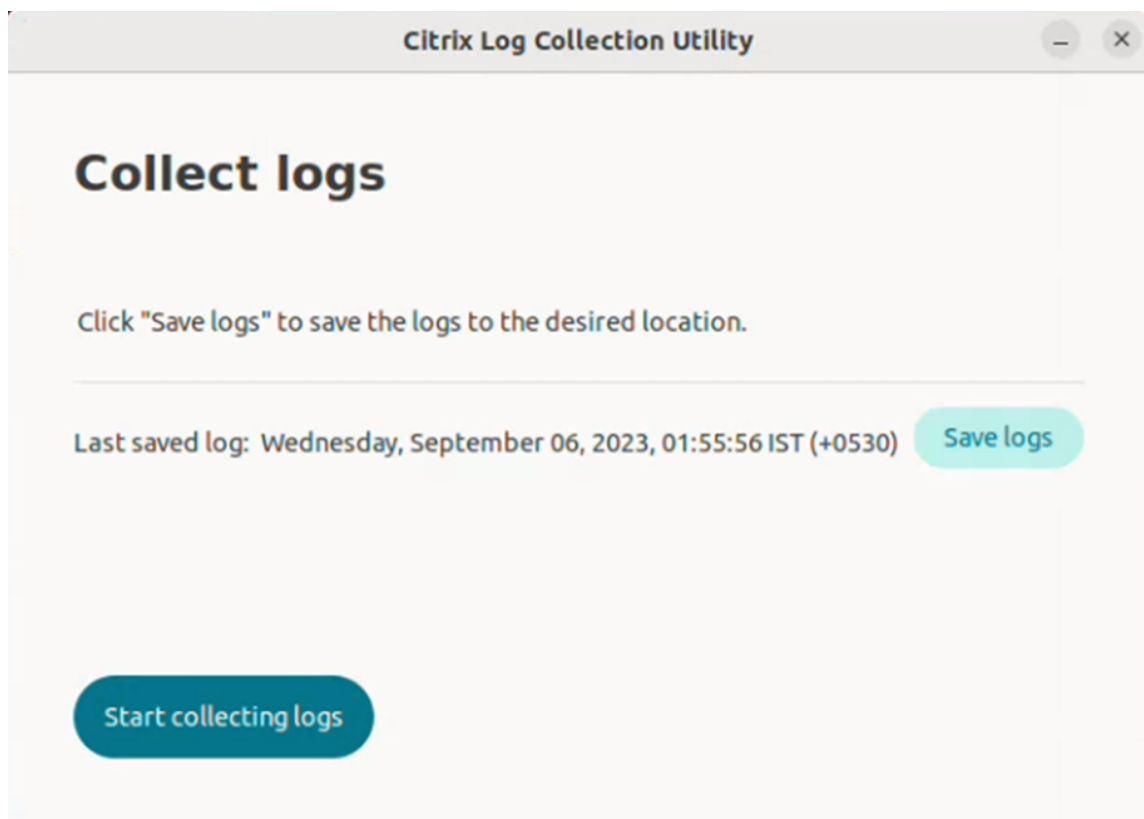 Citrix Log Collection Utility
Collect logs
Click "Save logs" to save the logs to the desired location.
Last saved log: Wednesday, September 06, 2023, 01:55:56 IST (+0530) Save logs
Start collecting logs